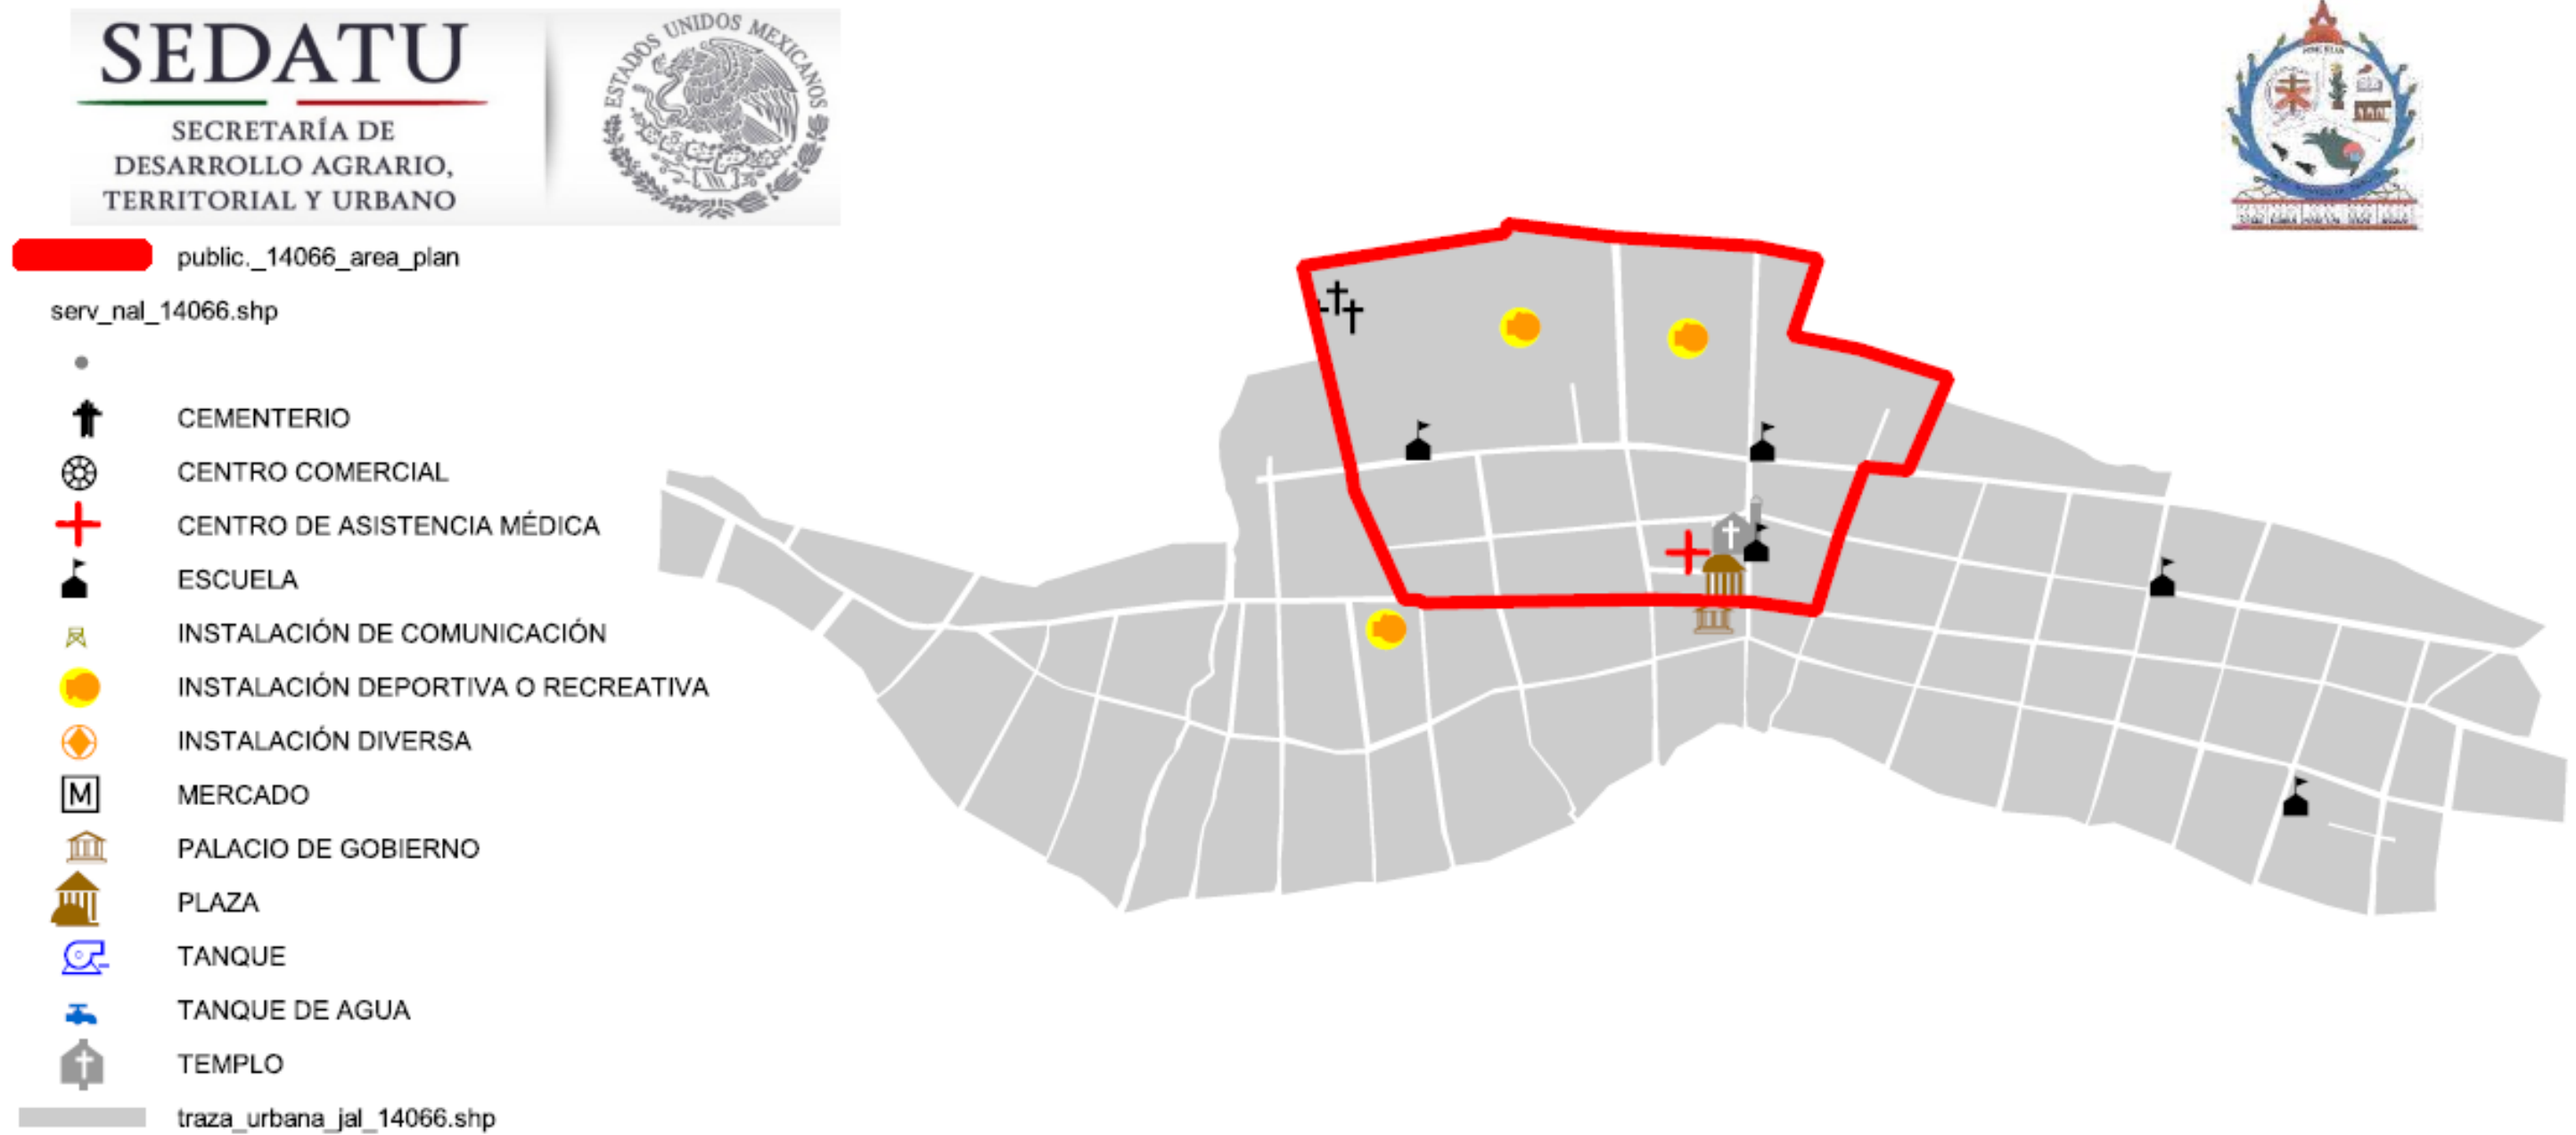 SEDATU
SECRETARÍA DE
DESARROLLO AGRARIO,
TERRITORIAL Y URBANO
ESTADOS UNIDOS MEXICANOS
public._14066_area_plan
serv_nal_14066.shp
CEMENTERIO
CENTRO COMERCIAL
CENTRO DE ASISTENCIA MÉDICA
ESCUELA
INSTALACIÓN DE COMUNICACIÓN
INSTALACIÓN DEPORTIVA O RECREATIVA
INSTALACIÓN DIVERSA
M MERCADO
PALACIO DE GOBIERNO
PLAZA
TANQUE
TANQUE DE AGUA
TEMPLO
traza_urbana_jal_14066.shp